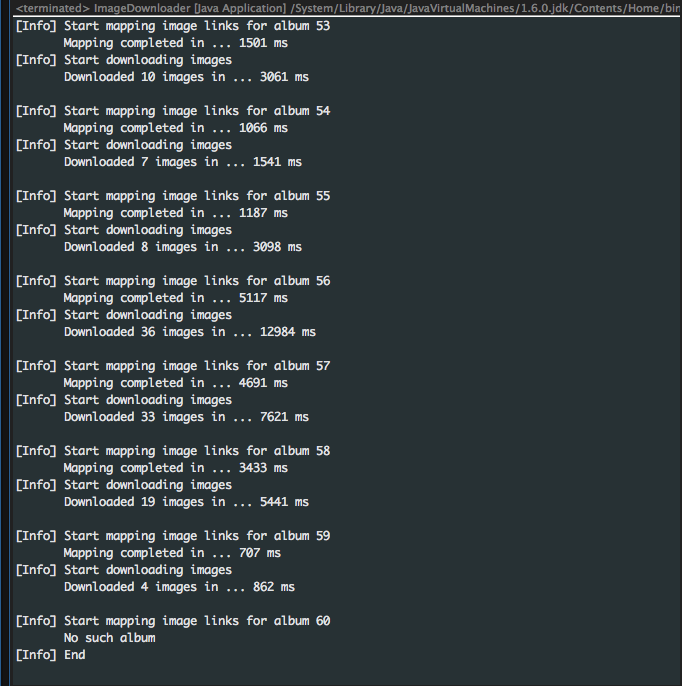 <terminated> ImageDownloader [Java Application] /System/Library/Java/JavaVirtualMachines/1.6.0.jdk/Contents/Home/bin
[Info] Start mapping image links for album 53
Mapping completed in ... 1501 ms
[Info] Start downloading images
Downloaded 10 images in ... 3061 ms
[Info] Start mapping image links for album 54
Mapping completed in ... 1066 ms
[Info] Start downloading images
Downloaded 7 images in ... 1541 ms
[Info] Start mapping image links for album 55
Mapping completed in ... 1187 ms
[Info] Start downloading images
Downloaded 8 images in ... 3098 ms
[Info] Start mapping image links for album 56
Mapping completed in ... 5117 ms
[Info] Start downloading images
Downloaded 36 images in ... 12984 ms
[Info] Start mapping image links for album 57
Mapping completed in ... 4691 ms
[Info] Start downloading images
Downloaded 33 images in ... 7621 ms
[Info] Start mapping image links for album 58
Mapping completed in ... 3433 ms
[Info] Start downloading images
Downloaded 19 images in ... 5441 ms
[Info] Start mapping image links for album 59
Mapping completed in ... 707 ms
[Info] Start downloading images
Downloaded 4 images in ... 862 ms
[Info] Start mapping image links for album 60
No such album
[Info] End